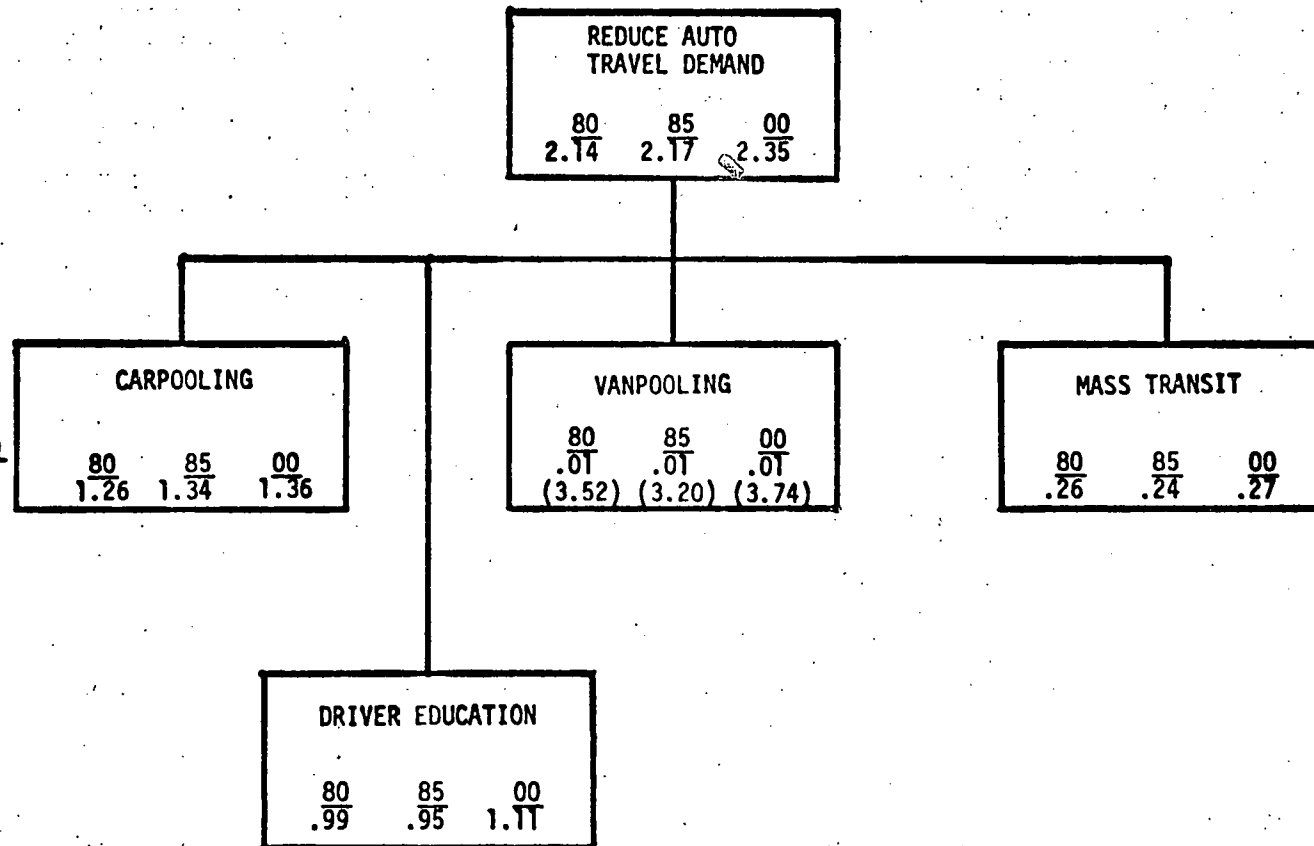 REDUCE AUTO
TRAVEL DEMAND
80 85 00
2.14 2.17 2.35
CARPOOLING
80 85 00
1.26 1.34 1.36
VANPOOLING
80 85 00
.01 .01 .01
(3.52) (3.20) (3.74)
MASS TRANSIT
80 85 00
.26 .24 .27
DRIVER EDUCATION
80 85 00
.99 .95 1.11